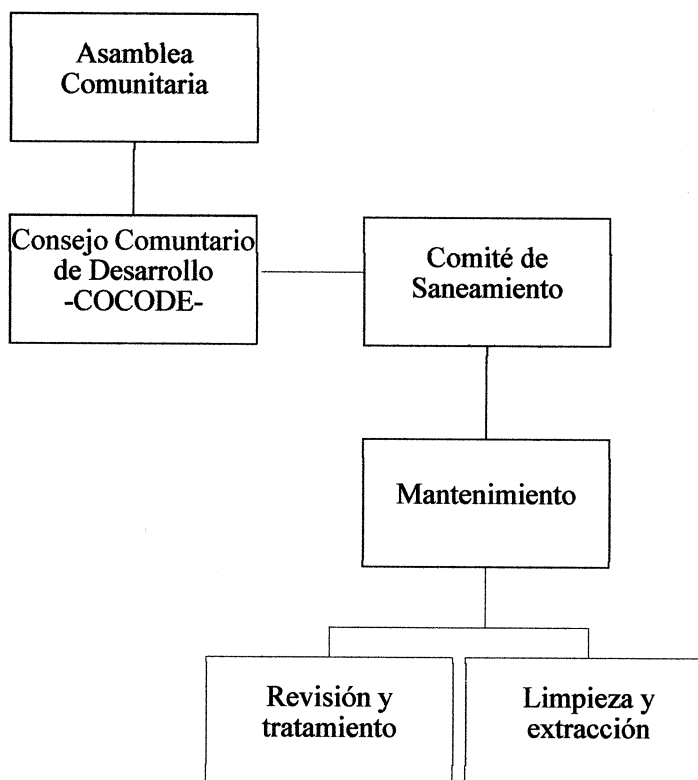 Asamblea
Comunitaria
Consejo Comuntario
de Desarrollo
-COCODE-
Comité de
Saneamiento
Mantenimiento
Revisión y
tratamiento
Limpieza y
extracción